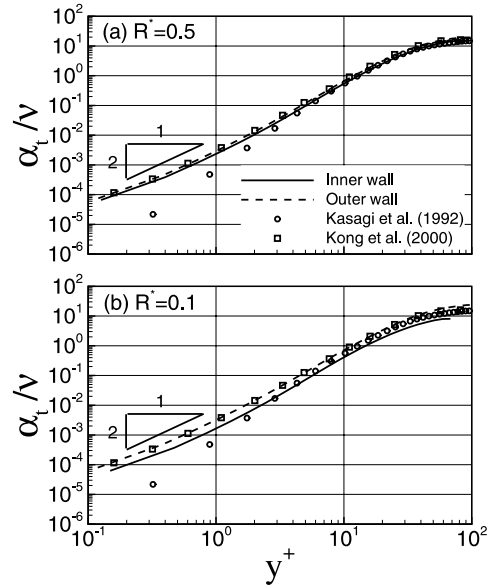 10²
(a) R*=0.5
10¹
10⁰
10⁻¹
10⁻²
10⁻³
10⁻⁴
10⁻⁵
10⁻⁶
αt/ν
1
2
Inner wall
Outer wall
Kasagi et al. (1992)
Kong et al. (2000)
10²
(b) R*=0.1
10¹
10⁰
10⁻¹
10⁻²
10⁻³
10⁻⁴
10⁻⁵
10⁻⁶
αt/ν
1
2
10⁻¹ 10⁰ 10¹ 10²
y⁺